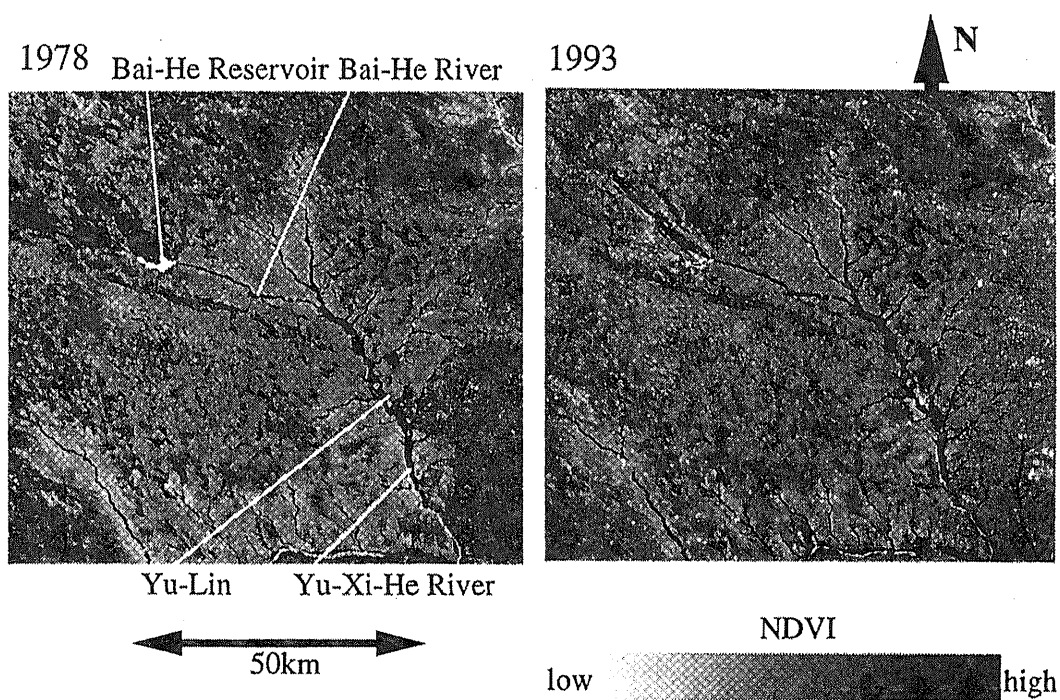 N
1978
Bai-He Reservoir Bai-He River
1993
Yu-Lin
Yu-Xi-He River
50km
NDVI
low
high